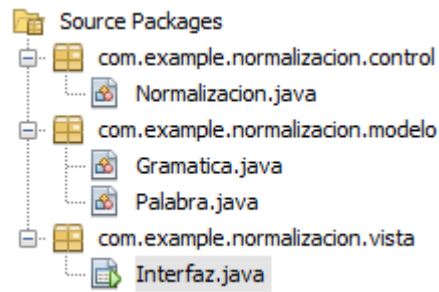 Source Packages
com.example.normalizacion.control
Normalizacion.java
com.example.normalizacion.modelo
Gramatica.java
Palabra.java
com.example.normalizacion.vista
Interfaz.java